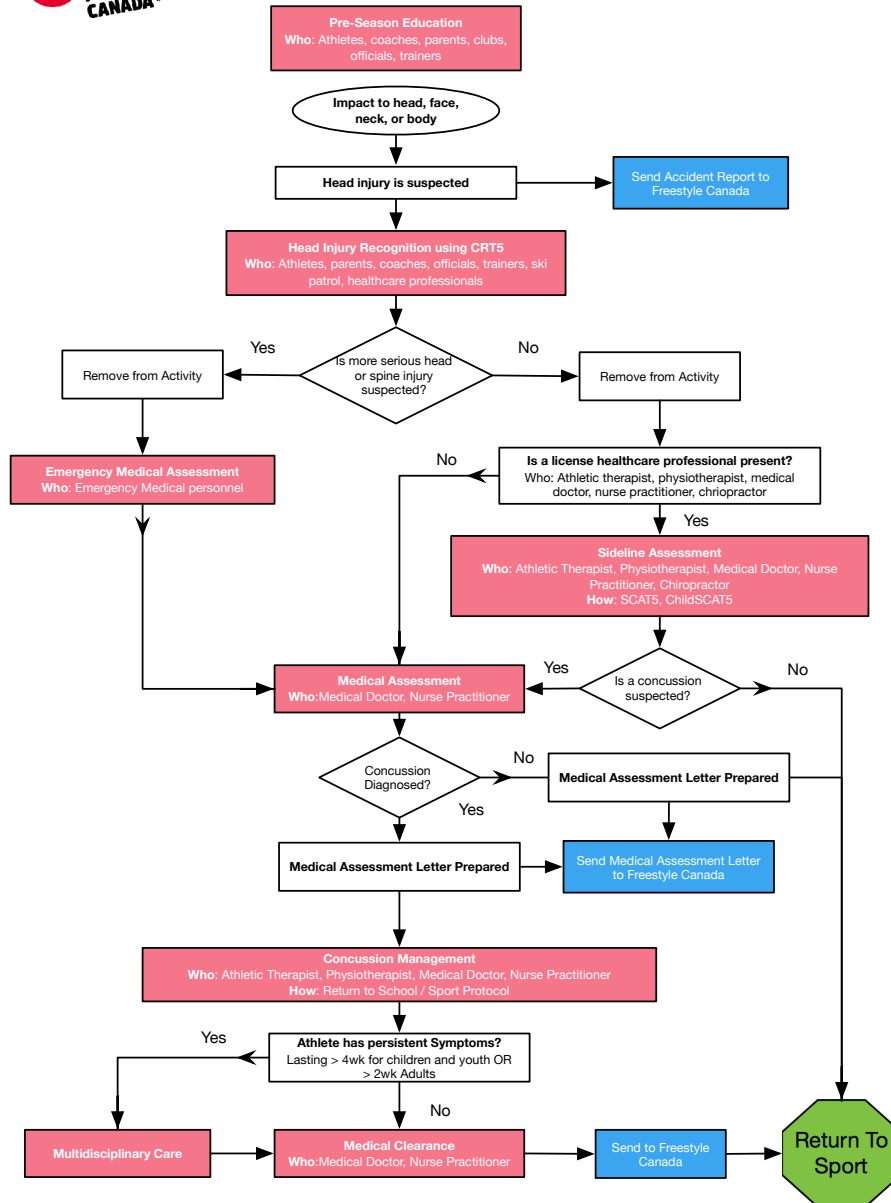 CANADA
Pre-Season Education
Who: Athletes, coaches, parents, clubs,
officials, trainers
Impact to head, face,
neck, or body
Head injury is suspected
Send Accident Report to
Freestyle Canada
Head Injury Recognition using CRT5
Who: Athletes, parents, coaches, officials, trainers, ski
patrol, healthcare professionals
Yes
Is more serious head
or spine injury
suspected?
No
Remove from Activity
Remove from Activity
Emergency Medical Assessment
Who: Emergency Medical personnel
No
Is a license healthcare professional present?
Who: Athletic therapist, physiotherapist, medical
doctor, nurse practitioner, chriopractor
Yes
Sideline Assessment
Who: Athletic Therapist, Physiotherapist, Medical Doctor, Nurse
Practitioner, Chiropractor
How: SCAT5, ChildSCAT5
Medical Assessment
Who:Medical Doctor, Nurse Practitioner
Yes
Is a concussion
suspected?
No
Concussion
Diagnosed?
No
Medical Assessment Letter Prepared
Yes
Medical Assessment Letter Prepared
Send Medical Assessment Letter
to Freestyle Canada
Concussion Management
Who: Athletic Therapist, Physiotherapist, Medical Doctor, Nurse Practitioner
How: Return to School / Sport Protocol
Yes
Athlete has persistent Symptoms?
Lasting > 4wk for children and youth OR
> 2wk Adults
No
Multidisciplinary Care
Medical Clearance
Who:Medical Doctor, Nurse Practitioner
Send to Freestyle
Canada
Return To
Sport